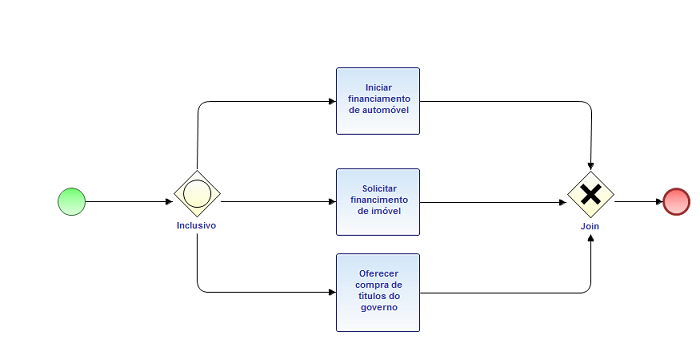 Iniciar
financiamento
de automóvel
Inclusivo
Solicitar
financimento
de imóvel
Join
Oferecer
compra de
títulos do
governo